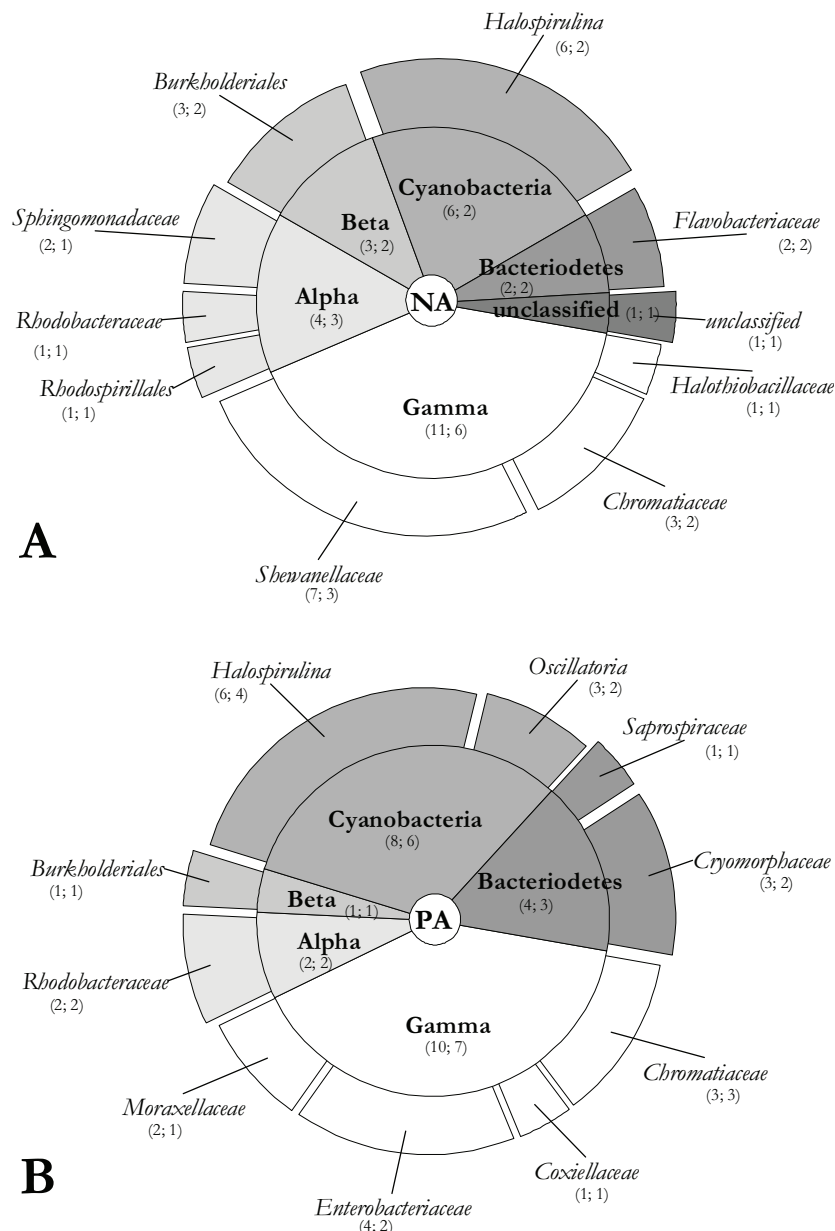 Halospirulina
(6; 2)
Burkholderiales
(3; 2)
Cyanobacteria
(6; 2)
Sphingomonadaceae
(2; 1)
Beta
(3; 2)
Flavobacteriaceae
(2; 2)
Bacteriodetes
(2; 2)
Alpha
(4; 3)
NA
unclassified (1; 1)
Rhodobacteraceae
(1; 1)
unclassified
(1; 1)
Rhodospirillales
(1; 1)
Halothiobacillaceae
(1; 1)
Gamma
(11; 6)
Chromatiaceae
(3; 2)
A
Shewanellaceae
(7; 3)
Halospirulina
(6; 4)
Oscillatoria
(3; 2)
Saprospiraceae
(1; 1)
Cyanobacteria
(8; 6)
Burkholderiales
(1; 1)
Cryomorphaceae
(3; 2)
Bacteriodetes
(4; 3)
Beta (1; 1)
PA
Alpha
(2; 2)
Rhodobacteraceae
(2; 2)
Gamma
(10; 7)
Chromatiaceae
(3; 3)
Moraxellaceae
(2; 1)
B
Coxiellaceae
(1; 1)
Enterobacteriaceae
(4; 2)